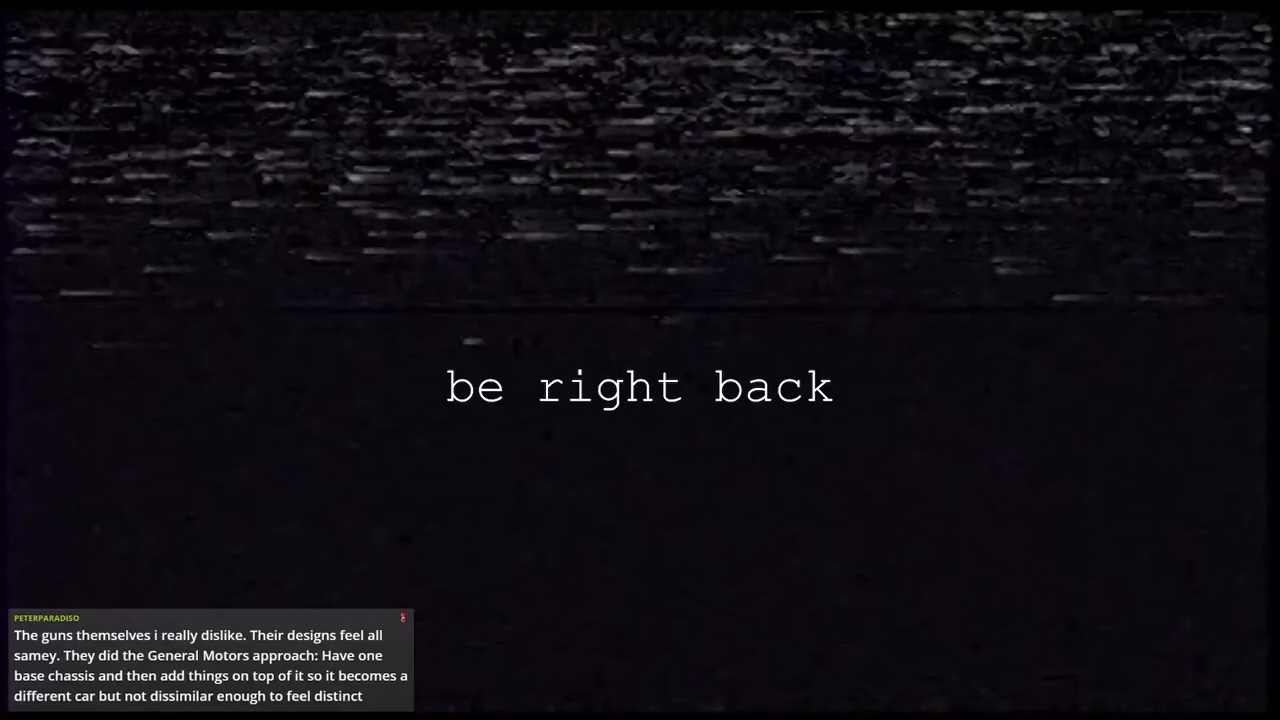 be right back
PETERPARADISO
The guns themselves i really dislike. Their designs feel all
samey. They did the General Motors approach: Have one
base chassis and then add things on top of it so it becomes a
different car but not dissimilar enough to feel distinct